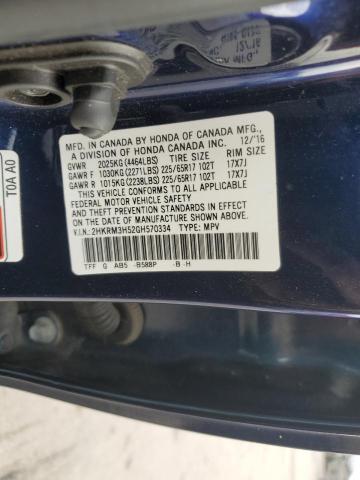 MFD. IN CANADA BY HONDA OF CANADA MFG.,
A DIVISION OF HONDA CANADA INC. 12/16
GVWR 2025KG(4464LBS) TIRE SIZE RIM SIZE
GAWR F 1030KG(2271LBS) 225/65R17 102T 17X7J
GAWR R 1015KG(2238LBS) 225/65R17 102T 17X7J
THIS VEHICLE CONFORMS TO ALL APPLICABLE
FEDERAL MOTOR VEHICLE SAFETY
STANDARDS IN EFFECT ON THE
DATE OF MANUFACTURE SHOWN ABOVE.
V.I.N.:2HKRM3H52GH570334 TYPE: MPV
TFF G AB5 -B588P -B -H
T0A A0
12/16